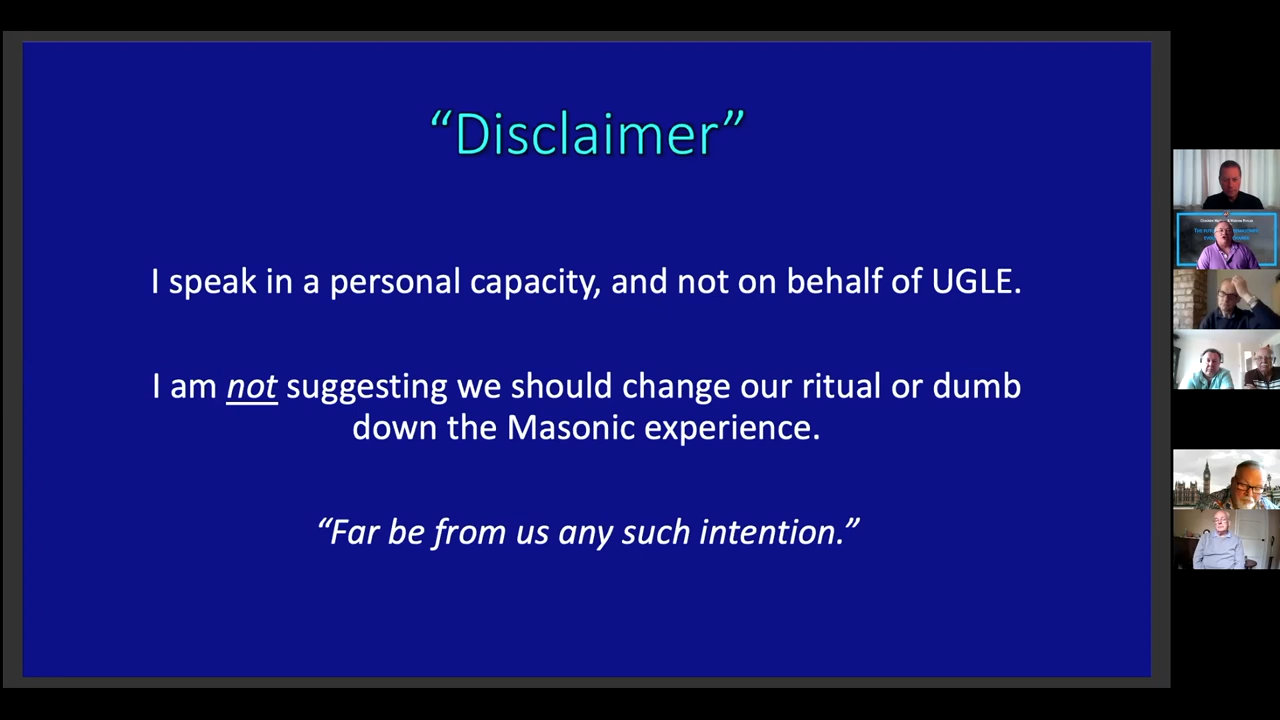 “Disclaimer”
I speak in a personal capacity, and not on behalf of UGLE.
I am not suggesting we should change our ritual or dumb
down the Masonic experience.
“Far be from us any such intention.”